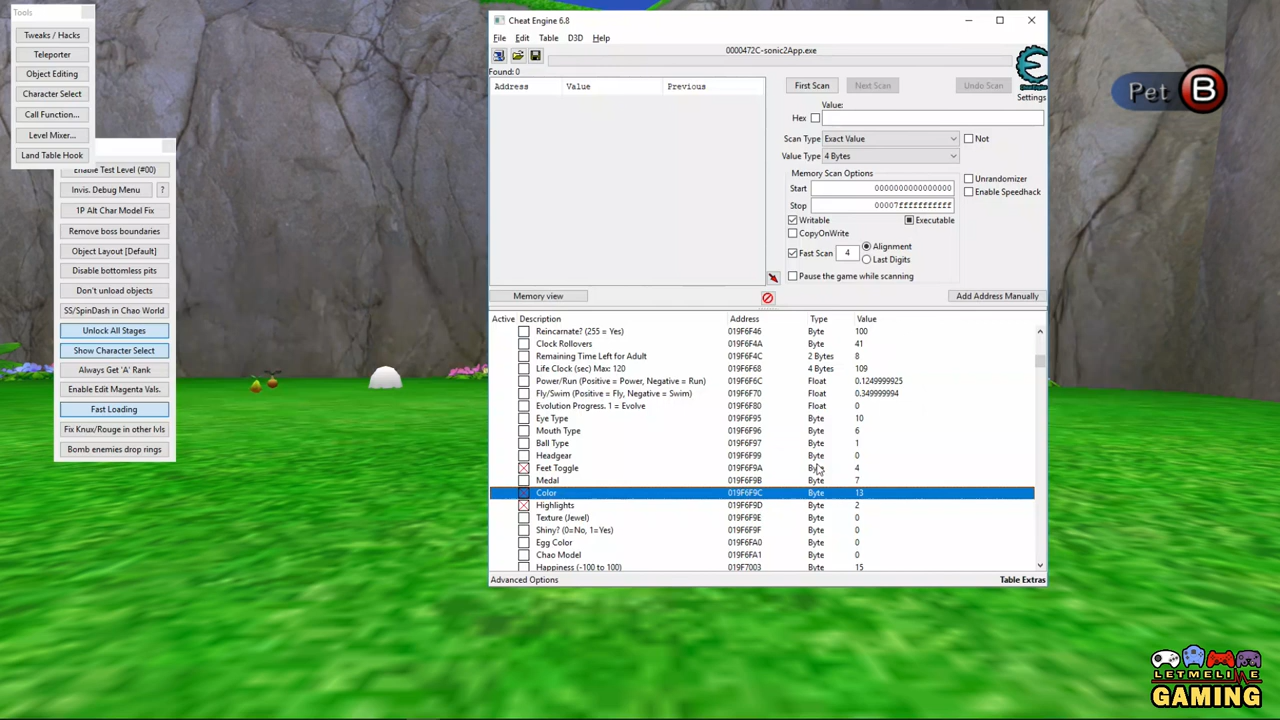 Tools
Tweaks / Hacks
Teleporter
Object Editing
Character Select
Call Function...
Level Mixer...
Land Table Hook
Enable Test Level (#00)
Invis. Debug Menu ?
1P Alt Char Model Fix
Remove boss boundaries
Object Layout [Default]
Disable bottomless pits
Don't unload objects
SS/SpinDash in Chao World
Unlock All Stages
Show Character Select
Always Get 'A' Rank
Enable Edit Magenta Vals.
Fast Loading
Fix Knux/Rouge in other lvls
Bomb enemies drop rings
Cheat Engine 6.8
File Edit Table D3D Help
0000472C-sonic2App.exe
Found: 0
Address Value Previous
First Scan Next Scan Undo Scan
Settings
Value:
Hex
Scan Type Exact Value Not
Value Type 4 Bytes
Memory Scan Options
Start 0000000000000000
Stop 00007fffffffffff
Unrandomizer
Enable Speedhack
Writable Executable
CopyOnWrite
Fast Scan 4 Alignment
Last Digits
Pause the game while scanning
Memory view Add Address Manually
Active Description Address Type Value
Reincarnate? (255 = Yes) 019F6F46 Byte 100
Clock Rollovers 019F6F4A Byte 41
Remaining Time Left for Adult 019F6F4C 2 Bytes 8
Life Clock (sec) Max: 120 019F6F68 4 Bytes 109
Power/Run (Positive = Power, Negative = Run) 019F6F6C Float 0.1249999925
Fly/Swim (Positive = Fly, Negative = Swim) 019F6F70 Float 0.349999994
Evolution Progress. 1 = Evolve 019F6F80 Float 0
Eye Type 019F6F95 Byte 10
Mouth Type 019F6F96 Byte 6
Ball Type 019F6F97 Byte 1
Headgear 019F6F99 Byte 0
Feet Toggle 019F6F9A Byte 4
Medal 019F6F9B Byte 7
Color 019F6F9C Byte 13
Highlights 019F6F9D Byte 2
Texture (Jewel) 019F6F9E Byte 0
Shiny? (0=No, 1=Yes) 019F6F9F Byte 0
Egg Color 019F6FA0 Byte 0
Chao Model 019F6FA1 Byte 0
Happiness (-100 to 100) 019F7003 Byte 15
Advanced Options Table Extras
Pet B
LETMELIVE
GAMING